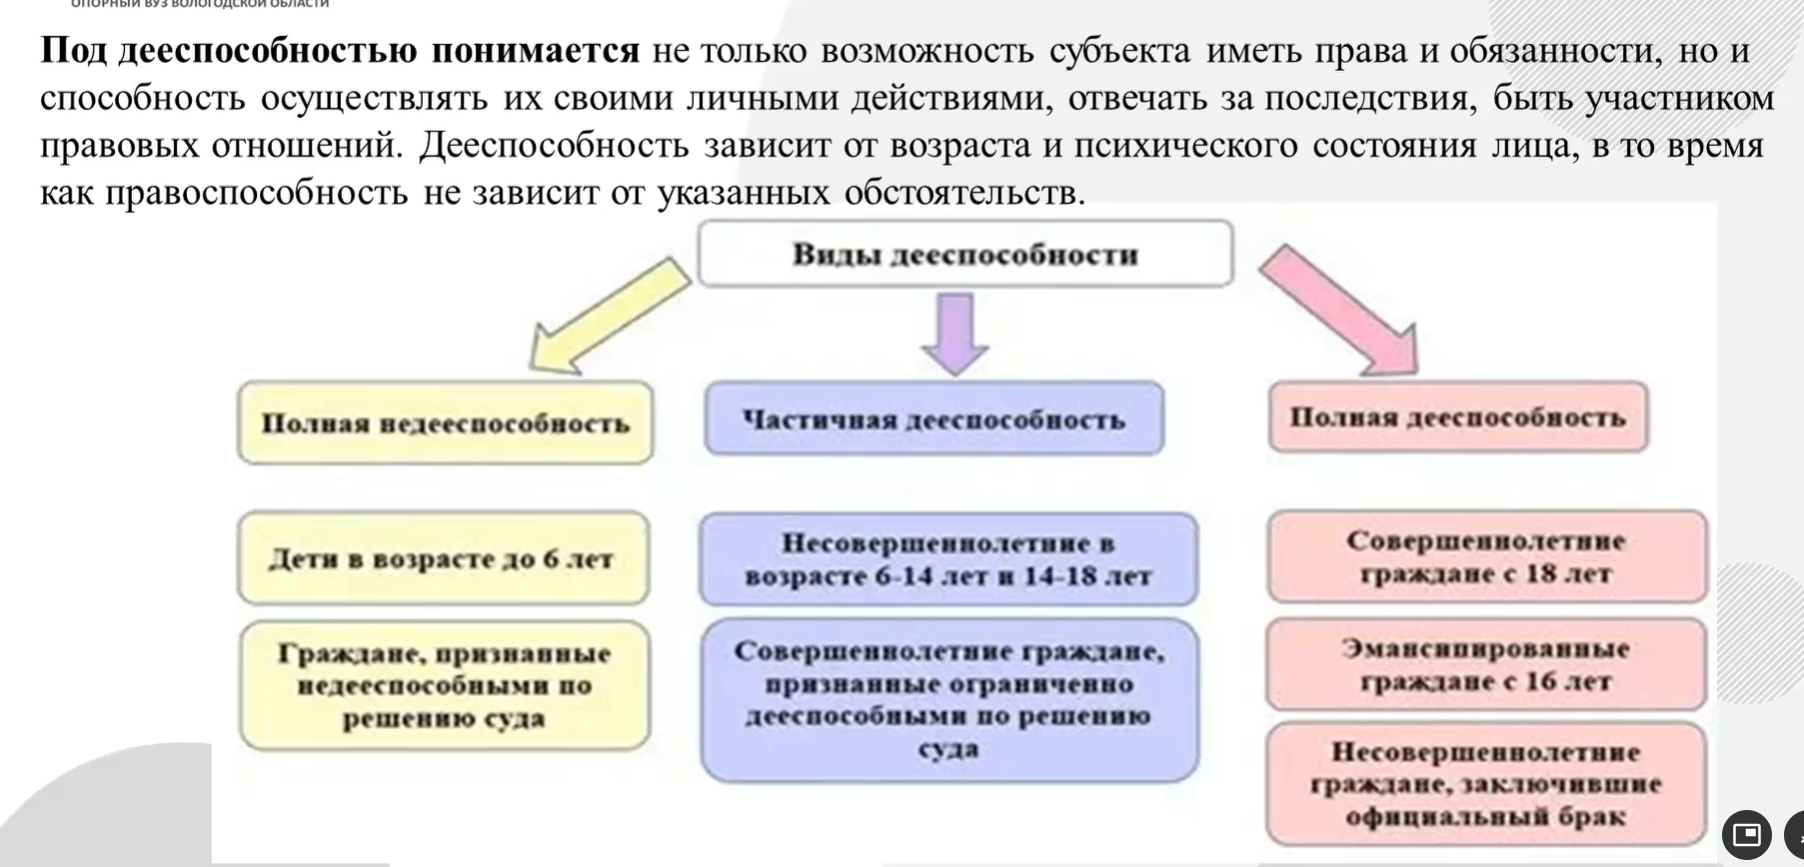 ОПОРНЫЙ ВУЗ ВОЛОГОДСКОЙ ОБЛАСТИ
Под дееспособностью понимается не только возможность субъекта иметь права и обязанности, но и
способность осуществлять их своими личными действиями, отвечать за последствия, быть участником
правовых отношений. Дееспособность зависит от возраста и психического состояния лица, в то время
как правоспособность не зависит от указанных обстоятельств.
Виды дееспособности
Полная недееспособность
Дети в возрасте до 6 лет
Граждане, признанные
недееспособными по
решению суда
Частичная дееспособность
Несовершеннолетние в
возрасте 6-14 лет и 14-18 лет
Совершеннолетние граждане,
признанные ограниченно
дееспособными по решению
суда
Полная дееспособность
Совершеннолетние
граждане с 18 лет
Эмансипированные
граждане с 16 лет
Несовершеннолетние
граждане, заключившие
официальный брак